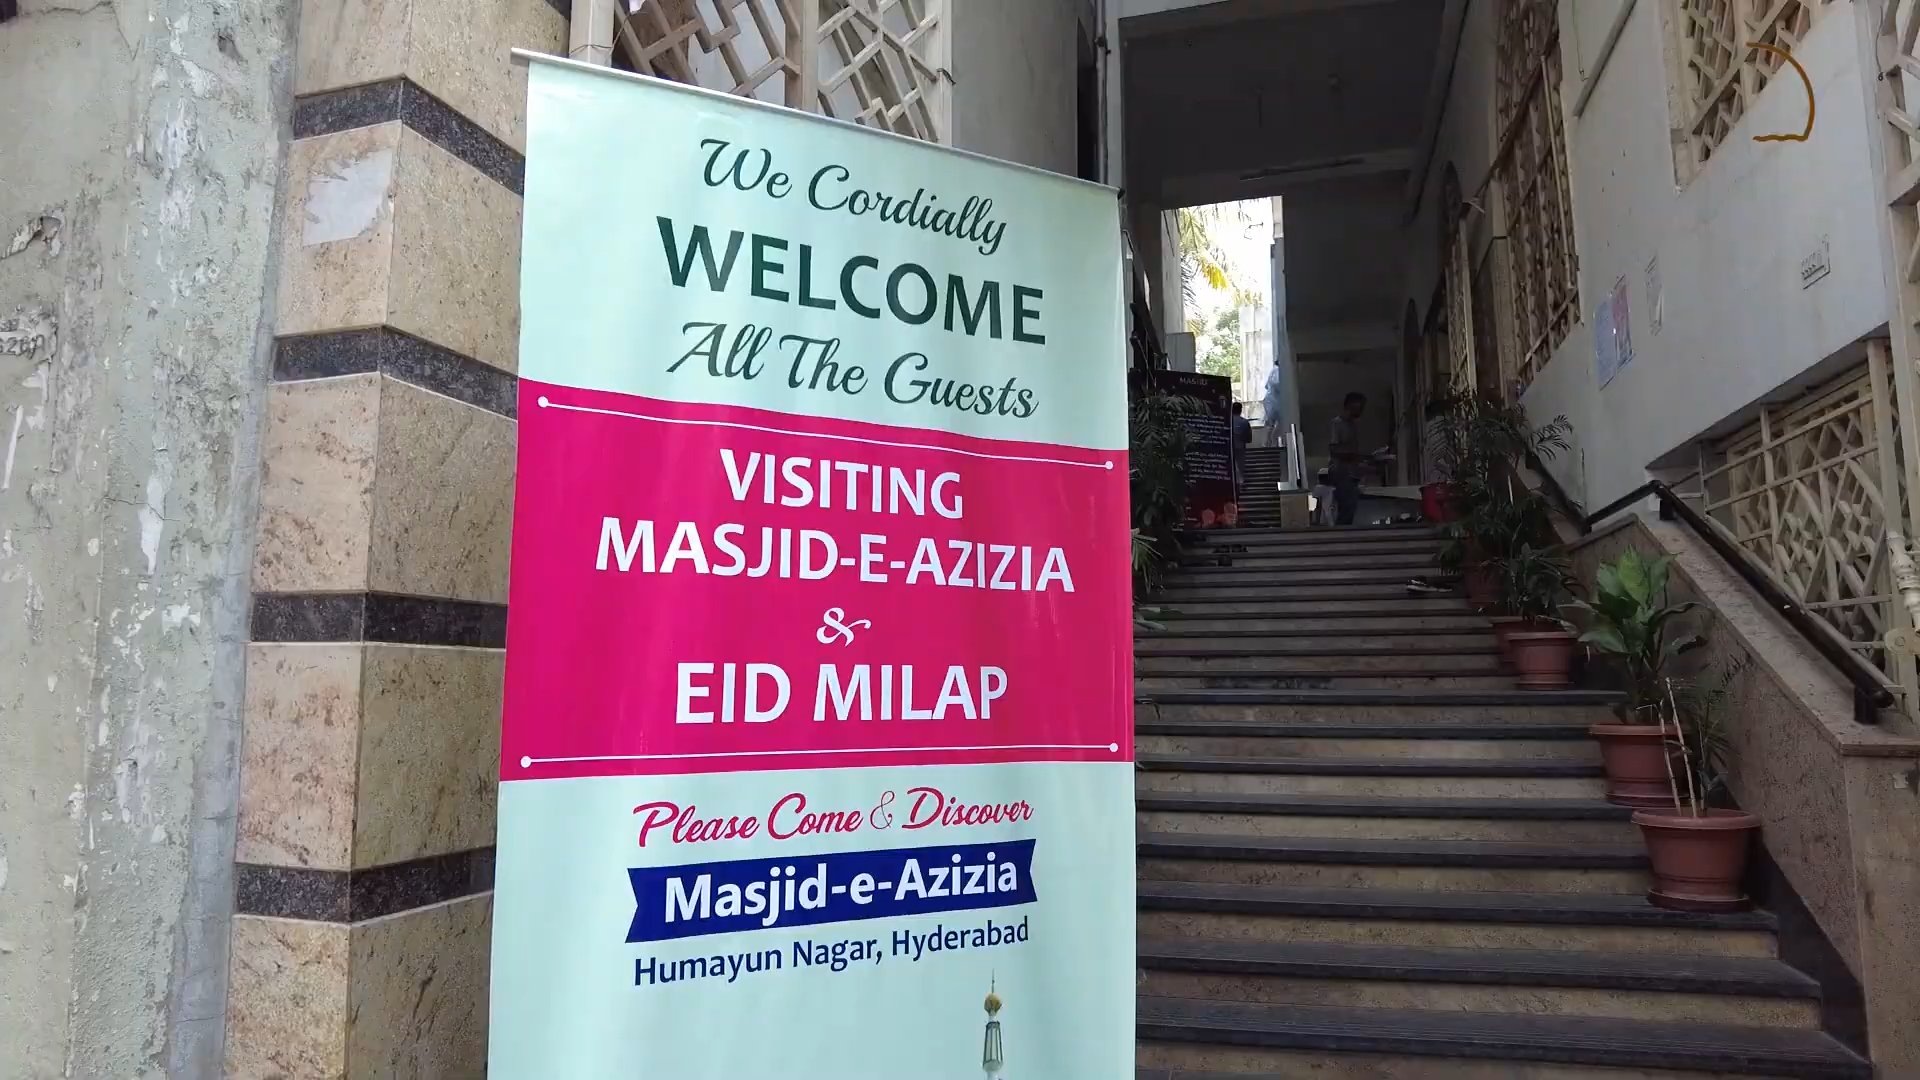 We Cordially
WELCOME
All The Guests
VISITING
MASJID-E-AZIZIA
&
EID MILAP
Please Come & Discover
Masjid-e-Azizia
Humayun Nagar, Hyderabad
MASJID